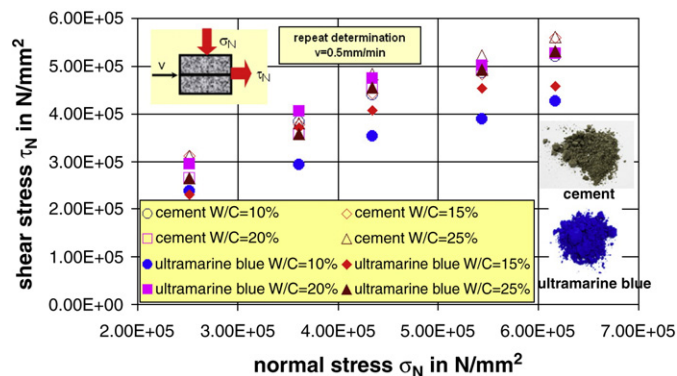 6.00E+05
5.00E+05
4.00E+05
3.00E+05
2.00E+05
1.00E+05
0.00E+00
shear stress τN in N/mm²
σN
v
τN
repeat determination
v=0.5mm/min
cement
ultramarine blue
cement W/C=10%
cement W/C=15%
cement W/C=20%
cement W/C=25%
ultramarine blue W/C=10%
ultramarine blue W/C=15%
ultramarine blue W/C=20%
ultramarine blue W/C=25%
2.00E+05 3.00E+05 4.00E+05 5.00E+05 6.00E+05 7.00E+05
normal stress σN in N/mm²